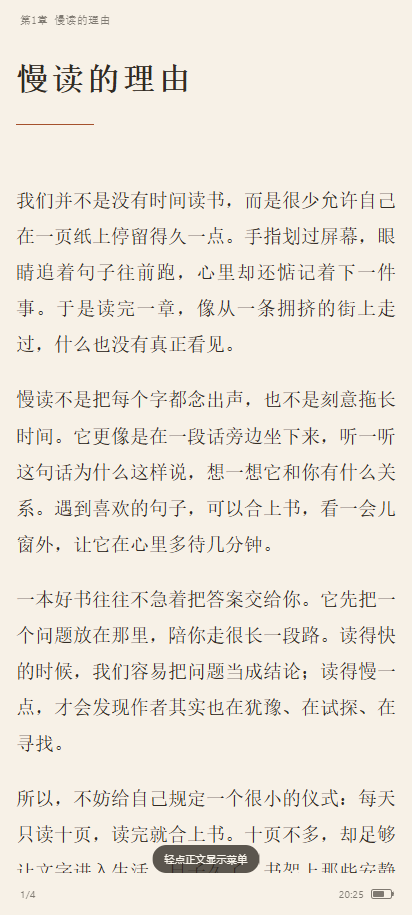 第1章 慢读的理由
慢读的理由
我们并不是没有时间读书，而是很少允许自己
在一页纸上停留得久一点。手指划过屏幕，眼
睛追着句子往前跑，心里却还惦记着下一件
事。于是读完一章，像从一条拥挤的街上走
过，什么也没有真正看见。
慢读不是把每个字都念出声，也不是刻意拖长
时间。它更像是在一段话旁边坐下来，听一听
这句话为什么这样说，想一想它和你有什么关
系。遇到喜欢的句子，可以合上书，看一会儿
窗外，让它在心里多待几分钟。
一本好书往往不急着把答案交给你。它先把一
个问题放在那里，陪你走很长一段路。读得快
的时候，我们容易把问题当成结论；读得慢一
点，才会发现作者其实也在犹豫、在试探、在
寻找。
所以，不妨给自己规定一个很小的仪式：每天
只读十页，读完就合上书。十页不多，却足够
让文字进入生活。
书架上那些安静
轻点正文显示菜单
1/4
20:25